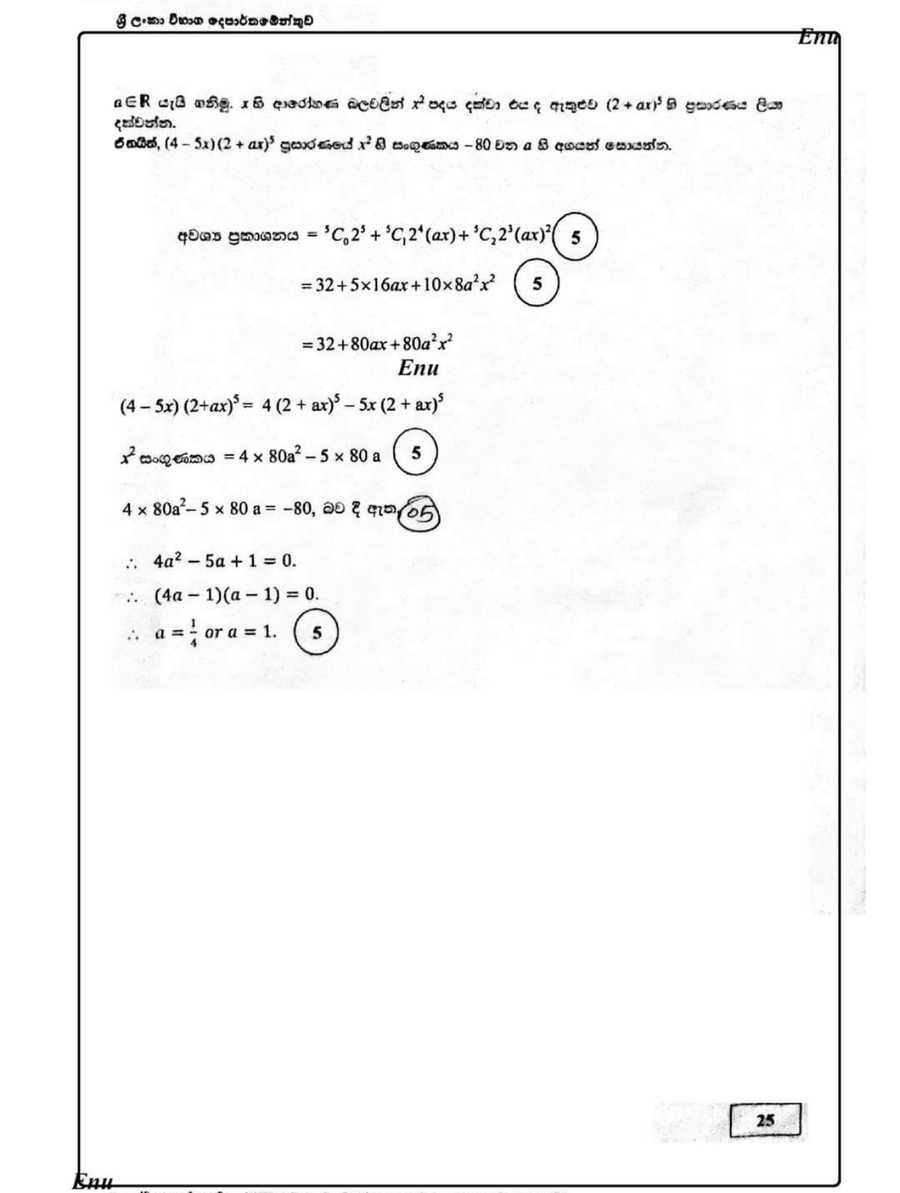 ශ්‍රී ලංකා විභාග දෙපාර්තමේන්තුව
Enu
a ∈ ℝ යැයි ගනිමු. x හි ආරෝහණ බලවලින් x² පදය දක්වා එය ද ඇතුළුව (2 + ax)⁵ හි ප්‍රසාරණය ලියා
දක්වන්න.
ඒනයින්, (4 – 5x)(2 + ax)⁵ ප්‍රසාරණයේ x² හි සංගුණකය – 80 වන a හි අගයන් සොයන්න.
අවශ්‍ය ප්‍රකාශනය = ⁵C₀2⁵ + ⁵C₁2⁴(ax) + ⁵C₂2³(ax)² 5
= 32 + 5×16ax + 10×8a²x² 5
= 32 + 80ax + 80a²x²
Enu
(4 – 5x) (2+ax)⁵ = 4 (2 + ax)⁵ – 5x (2 + ax)⁵
x² සංගුණකය = 4 × 80a² – 5 × 80 a 5
4 × 80a² – 5 × 80 a = –80, බව දී ඇත. 05
∴ 4a² − 5a + 1 = 0.
∴ (4a − 1)(a − 1) = 0.
∴ a = 1/4 or a = 1. 5
25
Enu